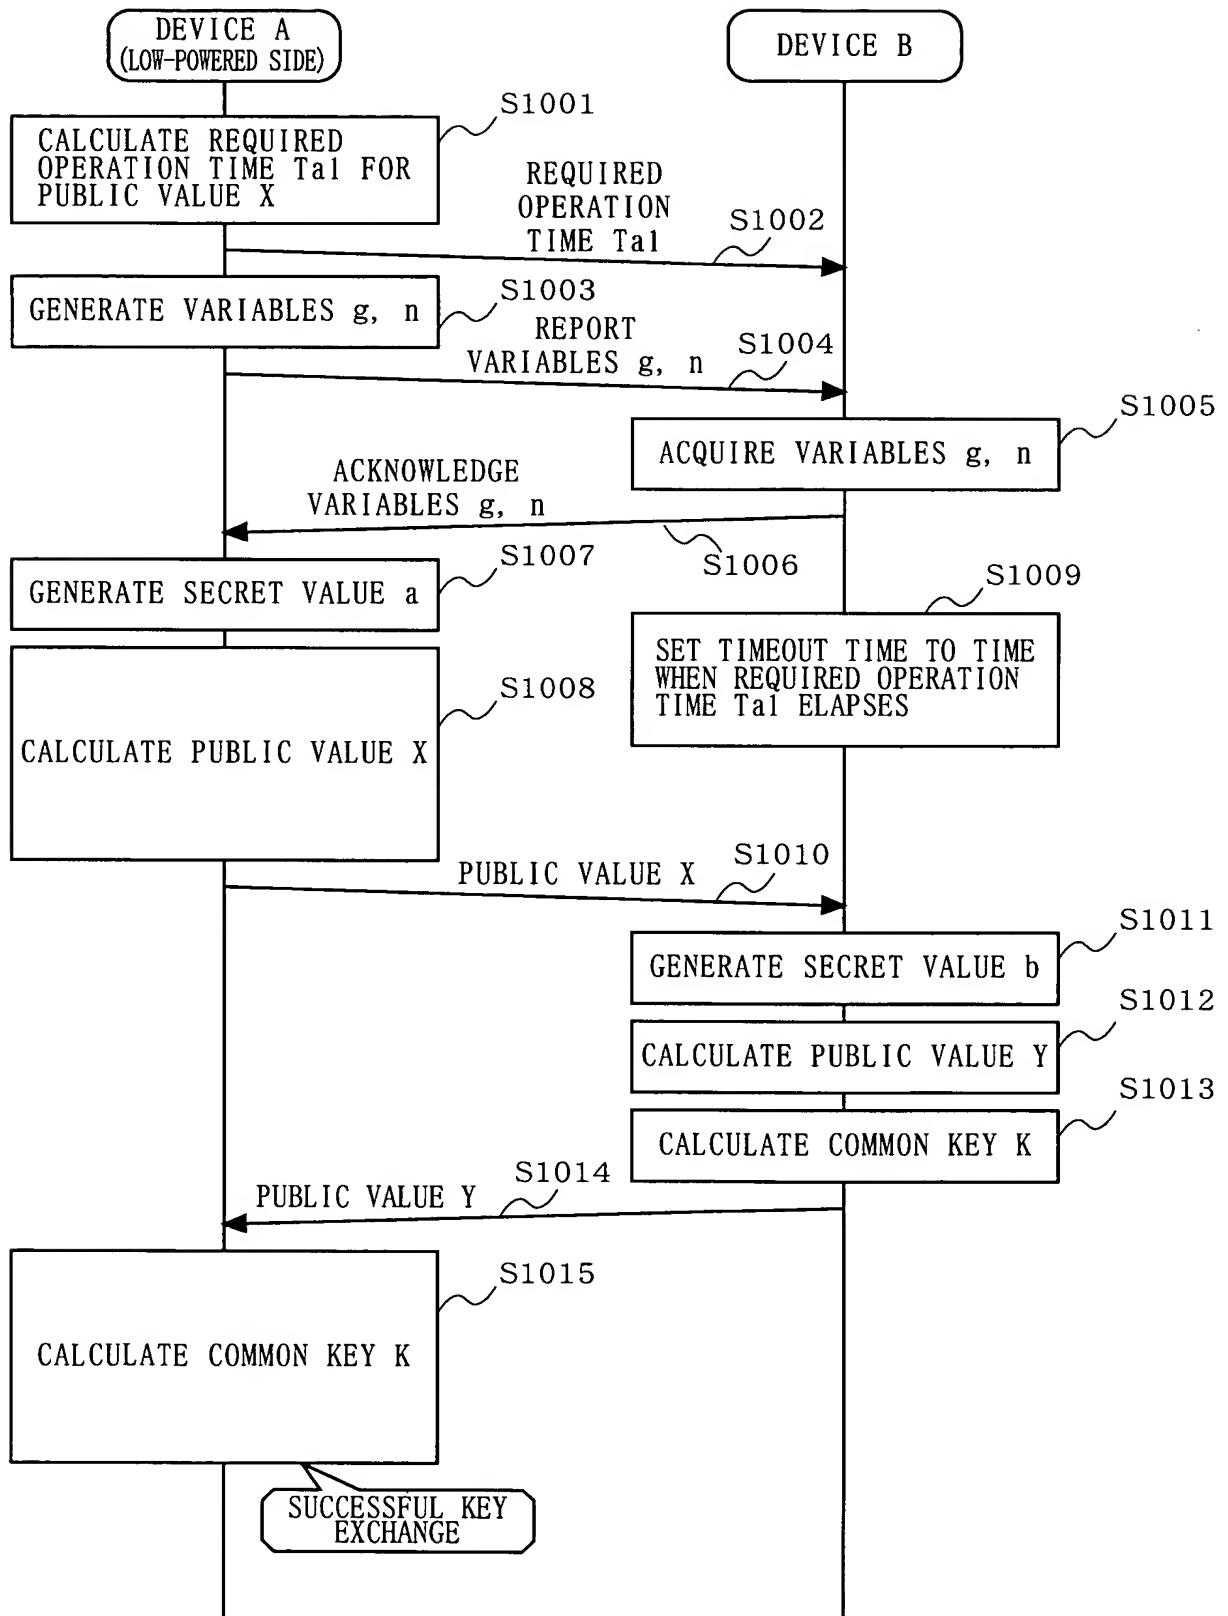 DEVICE A
(LOW-POWERED SIDE)
DEVICE B
S1001
CALCULATE REQUIRED
OPERATION TIME Ta1 FOR
PUBLIC VALUE X
REQUIRED
OPERATION
TIME Ta1
S1002
S1003
GENERATE VARIABLES g, n
REPORT
VARIABLES g, n
S1004
S1005
ACQUIRE VARIABLES g, n
ACKNOWLEDGE
VARIABLES g, n
S1006
S1007
GENERATE SECRET VALUE a
S1009
SET TIMEOUT TIME TO TIME
WHEN REQUIRED OPERATION
TIME Ta1 ELAPSES
S1008
CALCULATE PUBLIC VALUE X
PUBLIC VALUE X
S1010
S1011
GENERATE SECRET VALUE b
S1012
CALCULATE PUBLIC VALUE Y
S1013
CALCULATE COMMON KEY K
S1014
PUBLIC VALUE Y
S1015
CALCULATE COMMON KEY K
SUCCESSFUL KEY
EXCHANGE